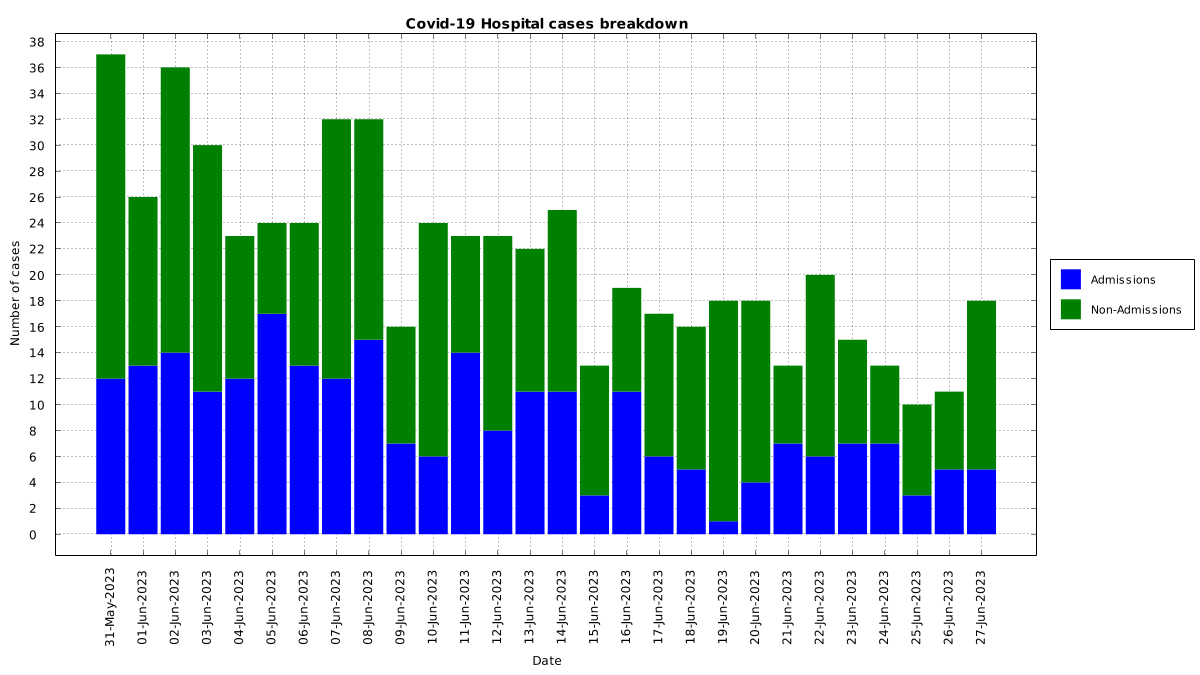 Covid-19 Hospital cases breakdown
38
36
34
32
30
28
26
24
22
20
18
16
14
12
10
8
6
4
2
0
Number of cases
Admissions
Non-Admissions
31-May-2023
01-Jun-2023
02-Jun-2023
03-Jun-2023
04-Jun-2023
05-Jun-2023
06-Jun-2023
07-Jun-2023
08-Jun-2023
09-Jun-2023
10-Jun-2023
11-Jun-2023
12-Jun-2023
13-Jun-2023
14-Jun-2023
15-Jun-2023
16-Jun-2023
17-Jun-2023
18-Jun-2023
19-Jun-2023
20-Jun-2023
21-Jun-2023
22-Jun-2023
23-Jun-2023
24-Jun-2023
25-Jun-2023
26-Jun-2023
27-Jun-2023
Date